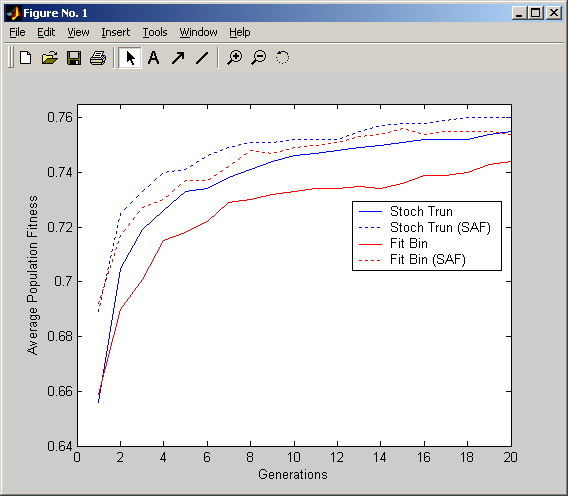 Figure No. 1
File Edit View Insert Tools Window Help
A
0.76
0.74
0.72
0.7
0.68
0.66
0.64
Average Population Fitness
Stoch Trun
Stoch Trun (SAF)
Fit Bin
Fit Bin (SAF)
0 2 4 6 8 10 12 14 16 18 20
Generations